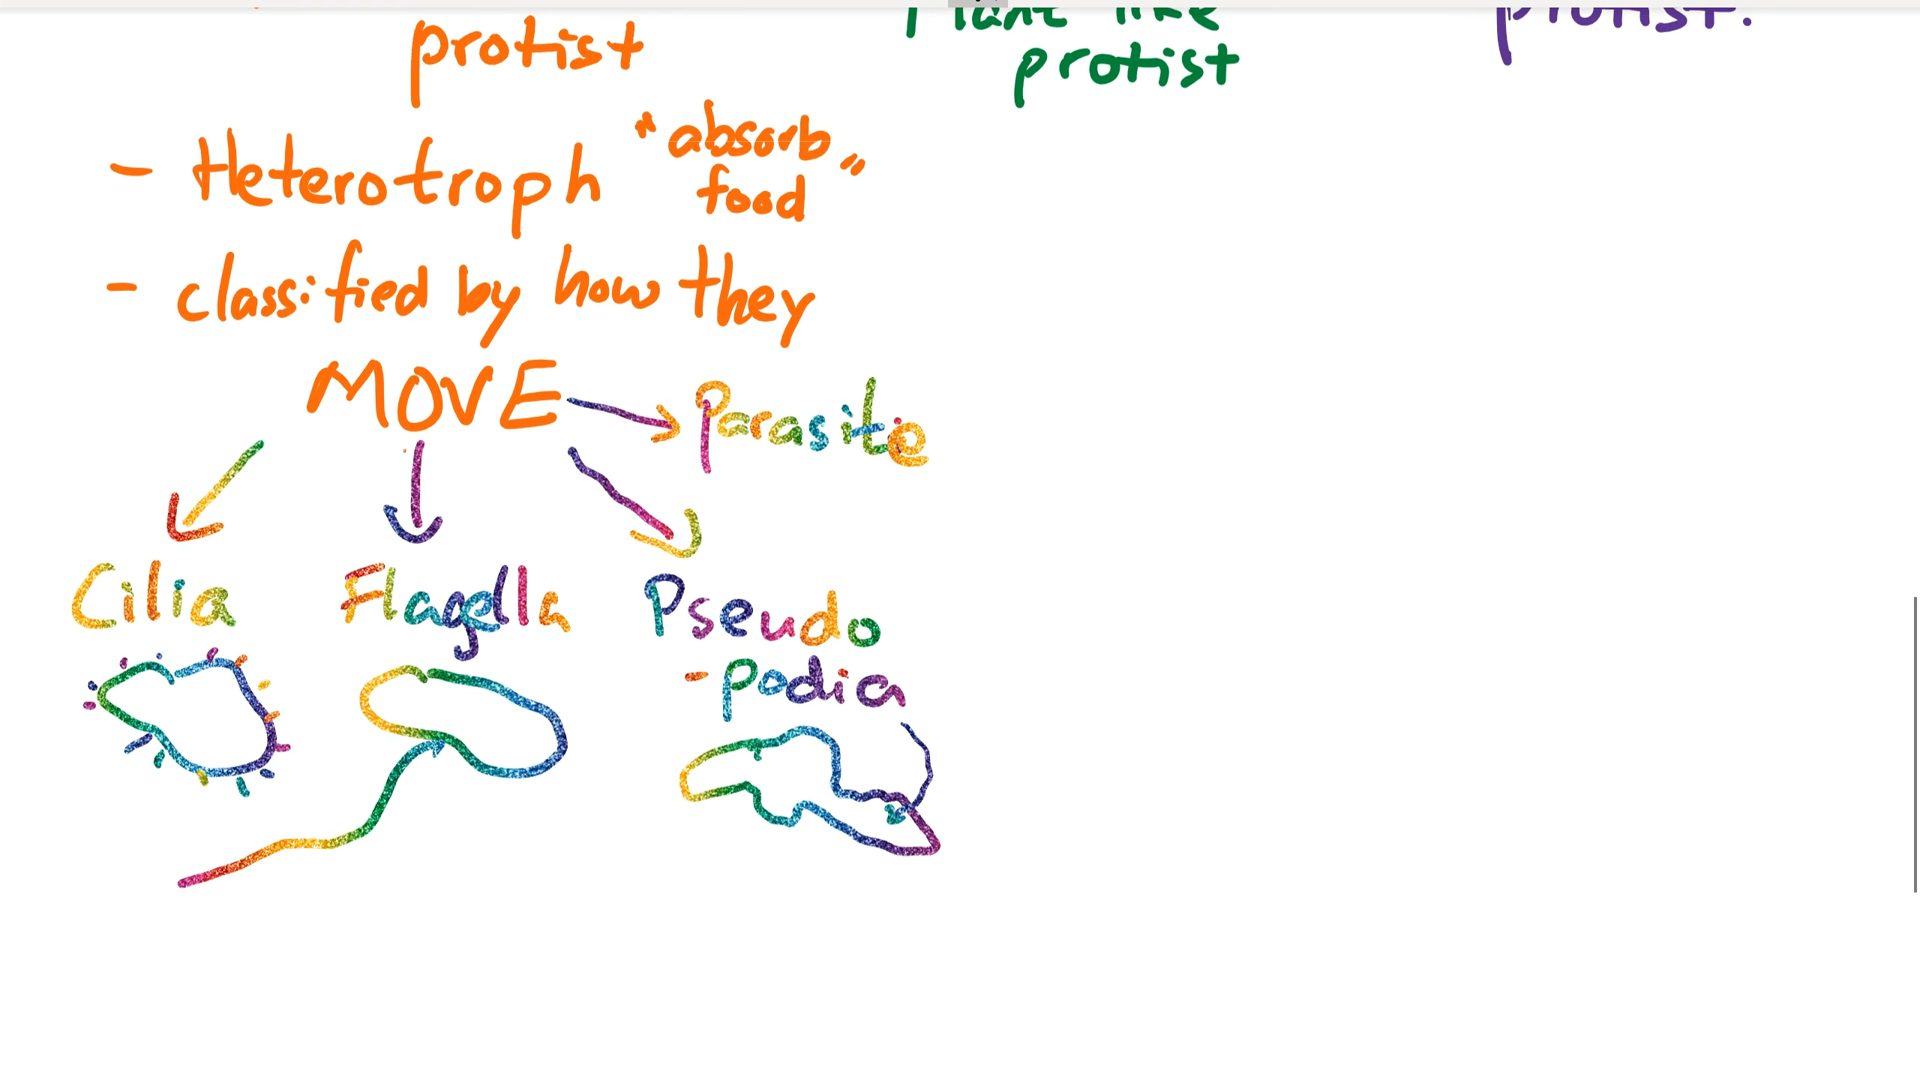 protist
Plant like
protist
protist.
- Heterotroph "absorb
food"
- classified by how they
MOVE
Parasite
Cilia
Flagella
Pseudo
-podia